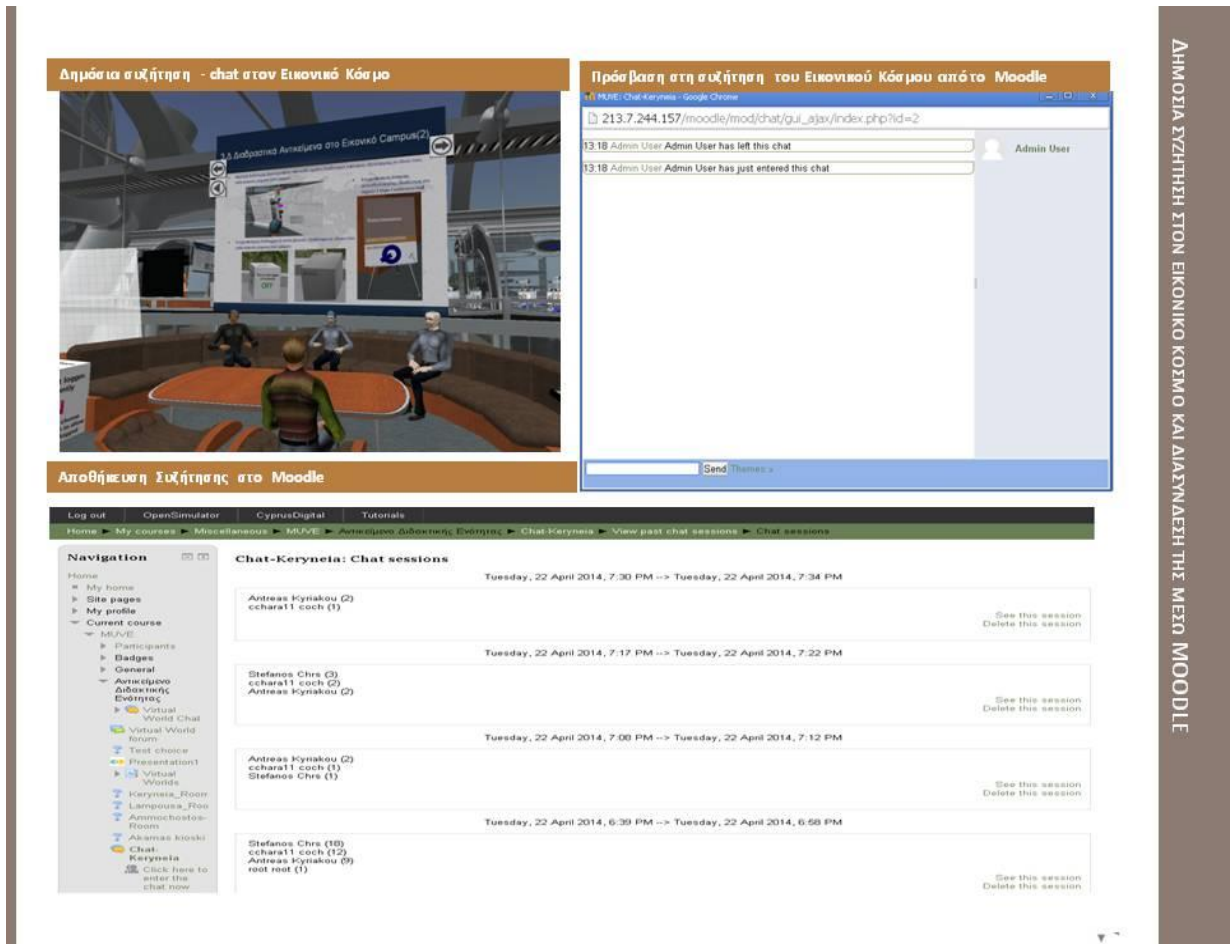 Δημόσια συζήτηση - chat στον Εικονικό Κόσμο
3.Δ Διαδραστικά Αντικείμενα στο Εικονικό Campus(2)
OFF
Πρόσβαση στη συζήτηση του Εικονικού Κόσμου από το Moodle
MUVE: Chat-Keryneia - Google Chrome
213.7.244.157/moodle/mod/chat/gui_ajax/index.php?id=2
13:18 Admin User Admin User has left this chat
13:18 Admin User Admin User has just entered this chat
Admin User
Send Themes »
Αποθήκευση Συζήτησης στο Moodle
Log out OpenSimulator CyprusDigital Tutorials
Home ► My courses ► Miscellaneous ► MUVE ► Αντικείμενο Διδακτικής Ενότητας ► Chat-Keryneia ► View past chat sessions ► Chat sessions
Navigation
Home
My home
Site pages
My profile
Current course
MUVE
Participants
Badges
General
Αντικείμενο
Διδακτικής
Ενότητας
Virtual
World Chat
Virtual World
forum
Test choice
Presentation1
Virtual
Worlds
Keryneia_Room
Lampousa_Roo
Ammochostos-
Room
Akamas kioski
Chat-
Keryneia
Click here to
enter the
chat now
Chat-Keryneia: Chat sessions
Tuesday, 22 April 2014, 7:30 PM --> Tuesday, 22 April 2014, 7:34 PM
Antreas Kyriakou (2)
cchara11 coch (1)
See this session
Delete this session
Tuesday, 22 April 2014, 7:17 PM --> Tuesday, 22 April 2014, 7:22 PM
Stefanos Chrs (3)
cchara11 coch (2)
Antreas Kyriakou (2)
See this session
Delete this session
Tuesday, 22 April 2014, 7:08 PM --> Tuesday, 22 April 2014, 7:12 PM
Antreas Kyriakou (2)
cchara11 coch (1)
Stefanos Chrs (1)
See this session
Delete this session
Tuesday, 22 April 2014, 6:39 PM --> Tuesday, 22 April 2014, 6:58 PM
Stefanos Chrs (18)
cchara11 coch (12)
Antreas Kyriakou (9)
root root (1)
See this session
Delete this session
ΔΗΜΟΣΙΑ ΣΥΖΗΤΗΣΗ ΣΤΟΝ ΕΙΚΟΝΙΚΟ ΚΟΣΜΟ ΚΑΙ ΔΙΑΣΥΝΔΕΣΗ ΤΗΣ ΜΕΣΩ MOODLE